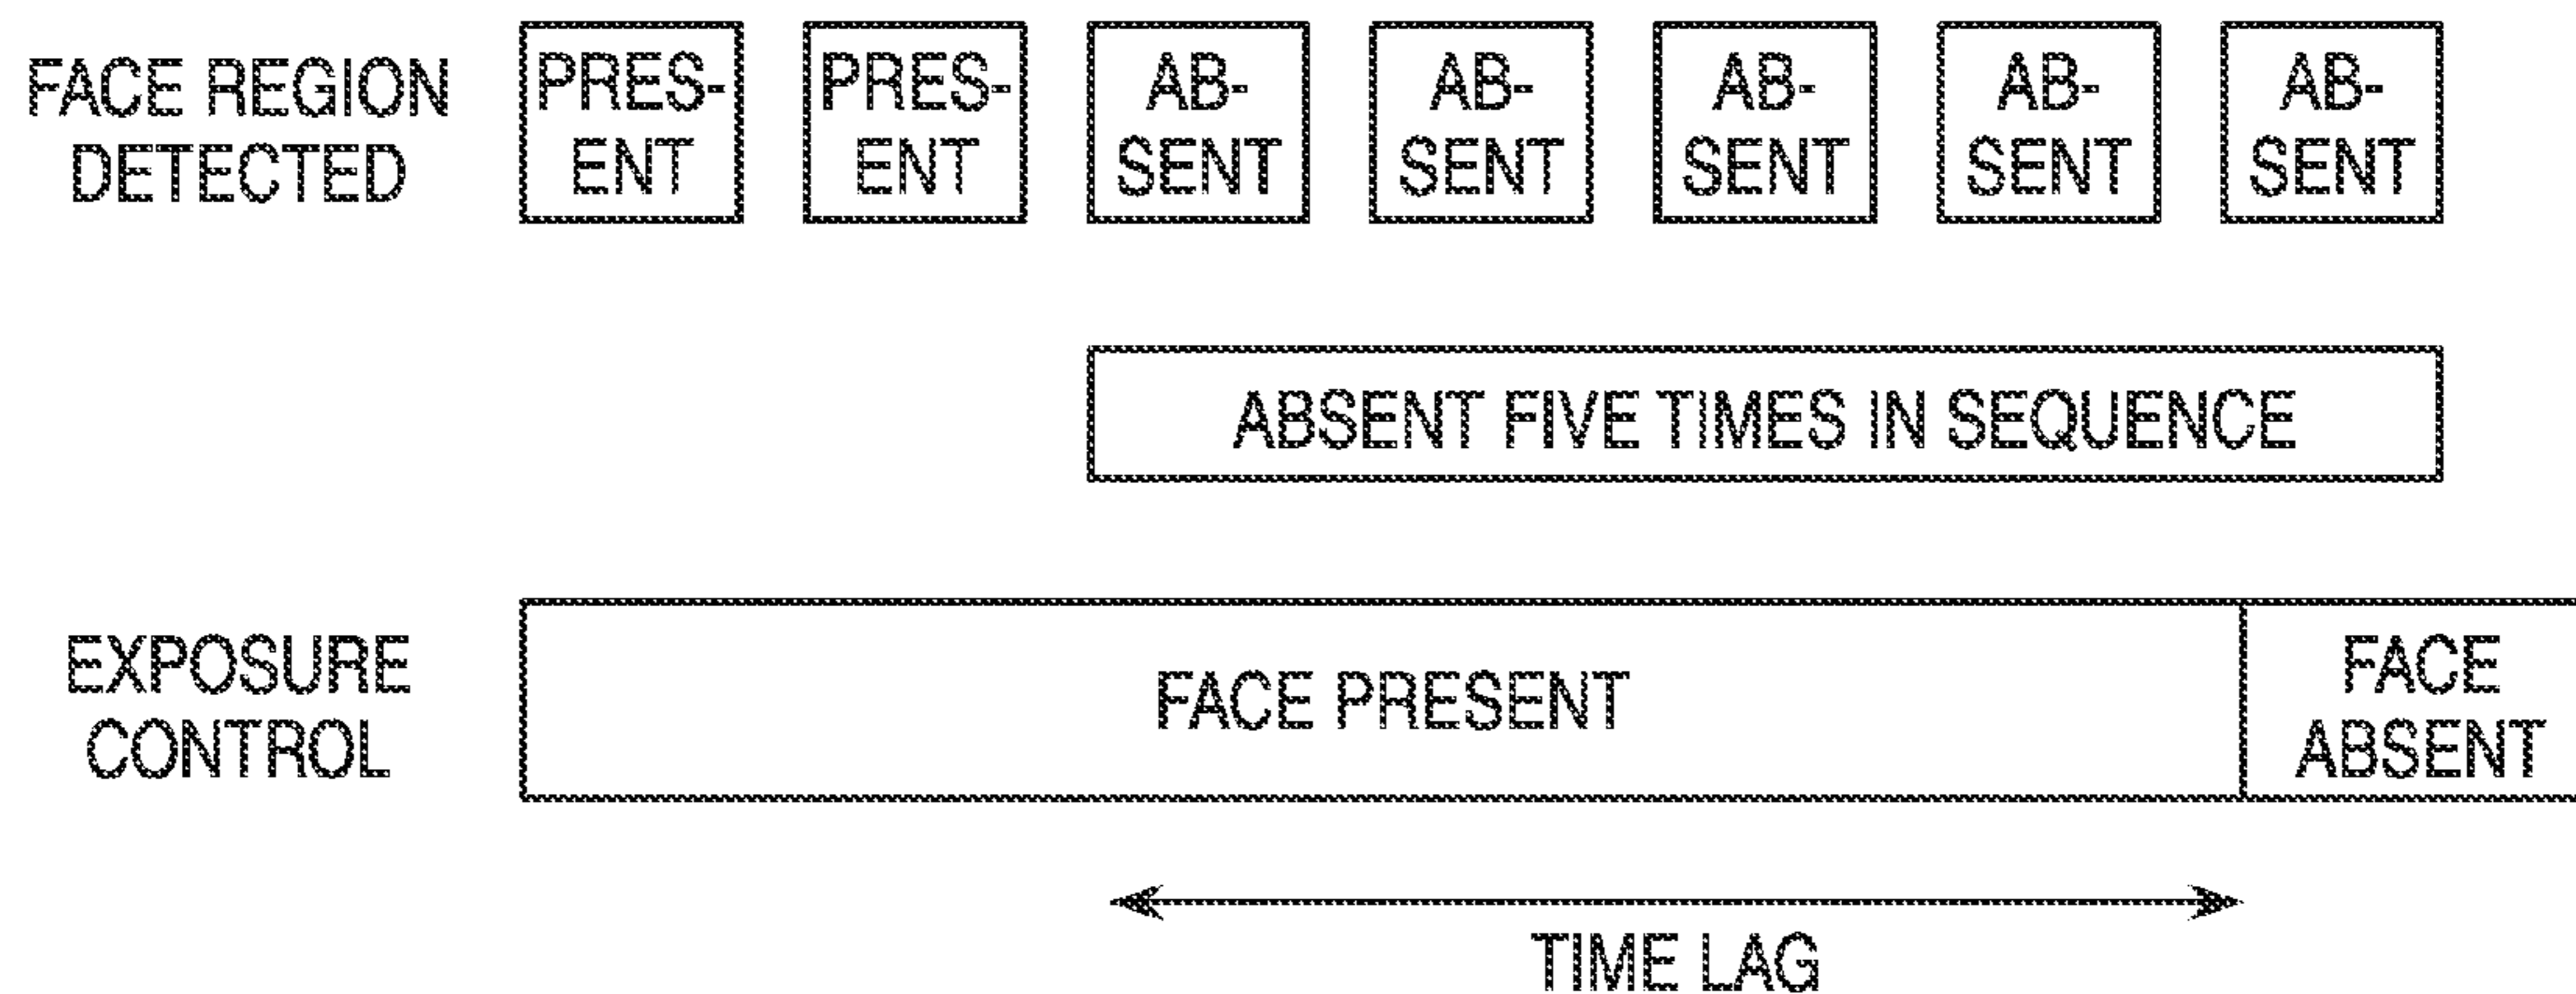 FACE REGION
DETECTED
PRES-
ENT
PRES-
ENT
AB-
SENT
AB-
SENT
AB-
SENT
AB-
SENT
AB-
SENT
ABSENT FIVE TIMES IN SEQUENCE
EXPOSURE
CONTROL
FACE PRESENT
FACE
ABSENT
TIME LAG